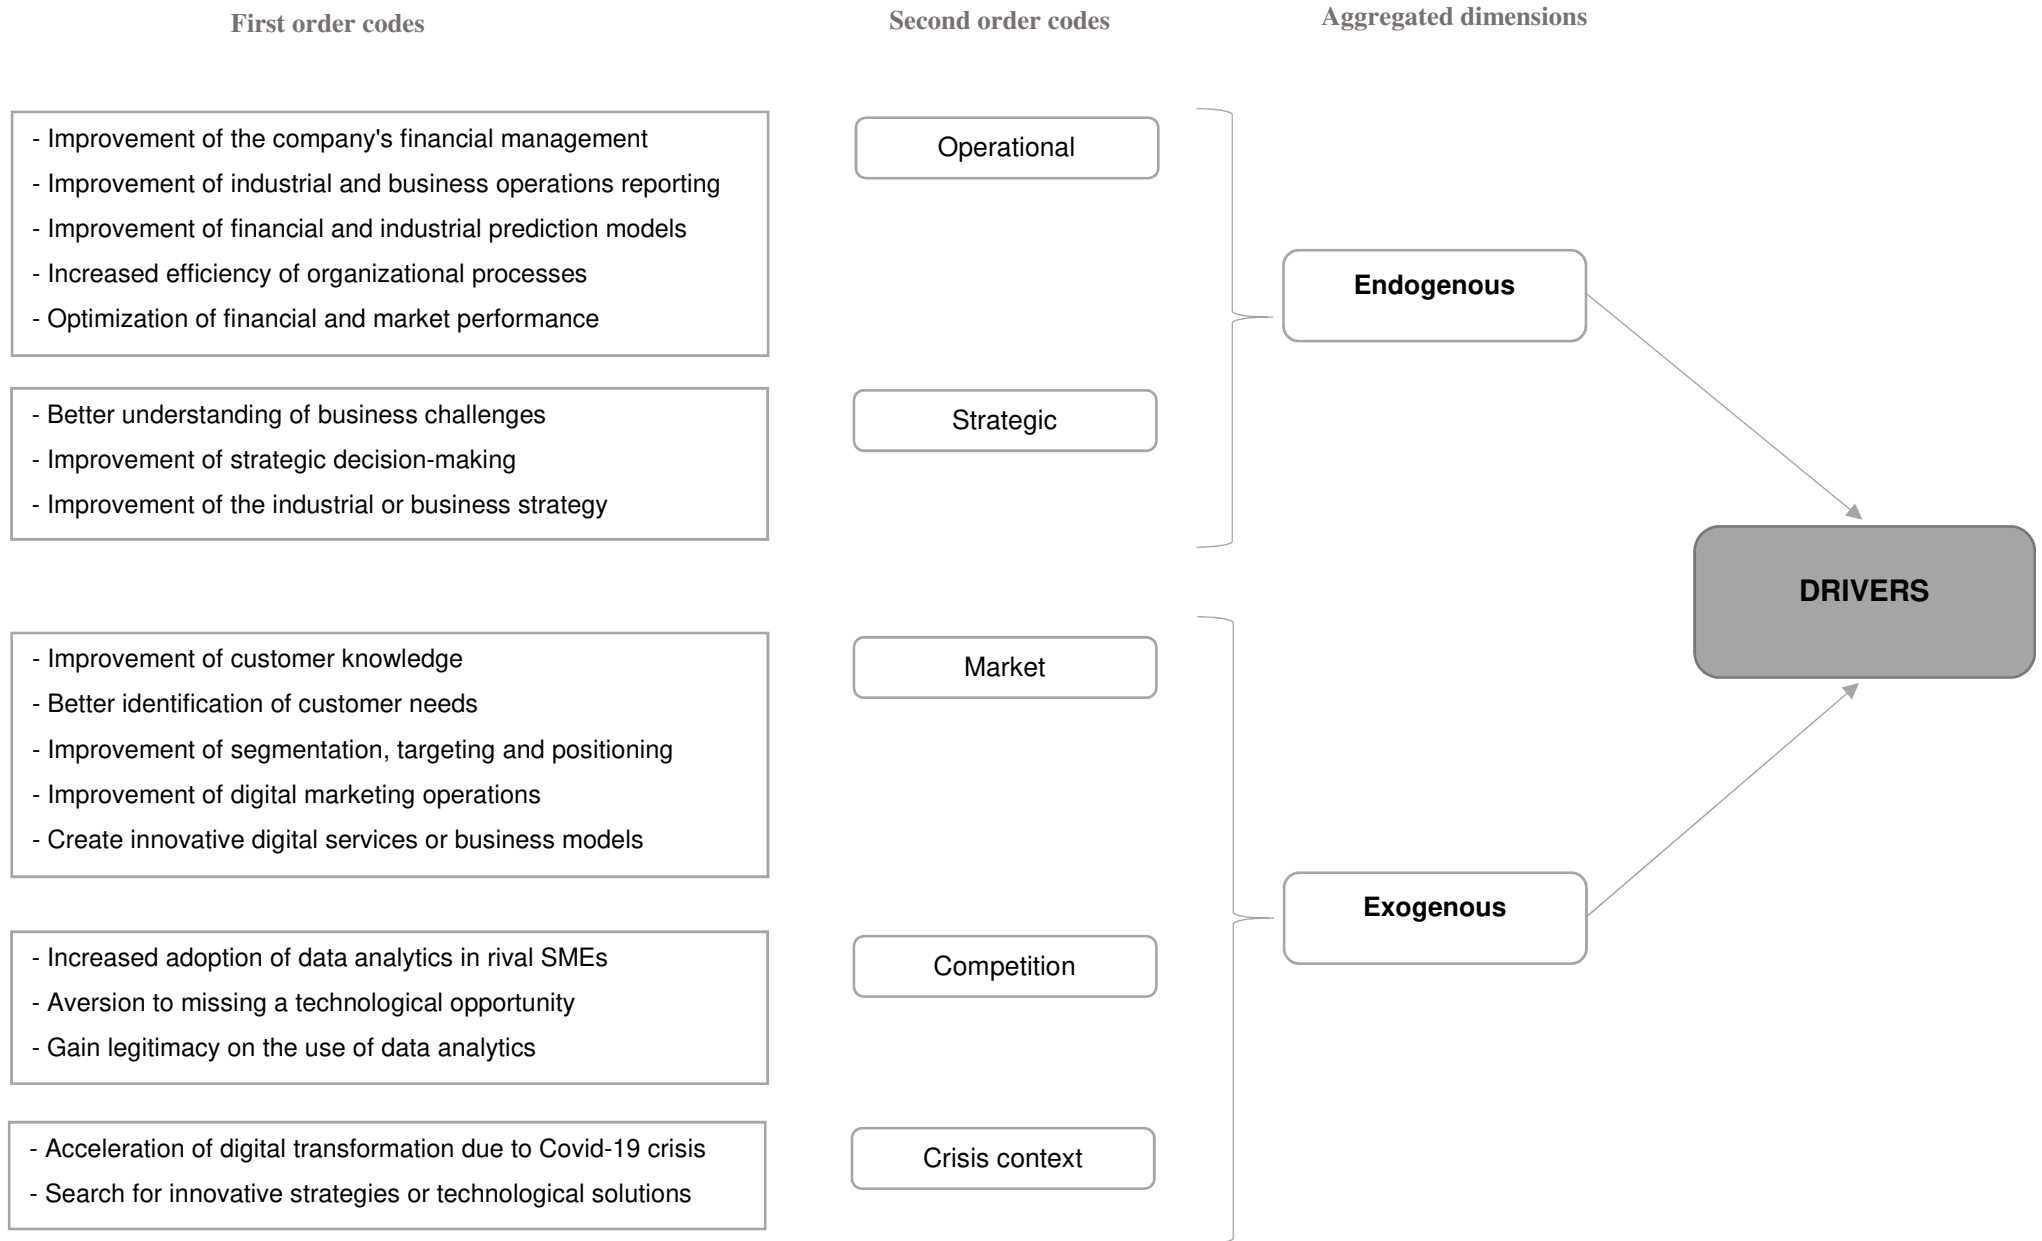 First order codes
Second order codes
Aggregated dimensions
- Improvement of the company's financial management
- Improvement of industrial and business operations reporting
- Improvement of financial and industrial prediction models
- Increased efficiency of organizational processes
- Optimization of financial and market performance
Operational
- Better understanding of business challenges
- Improvement of strategic decision-making
- Improvement of the industrial or business strategy
Strategic
Endogenous
- Improvement of customer knowledge
- Better identification of customer needs
- Improvement of segmentation, targeting and positioning
- Improvement of digital marketing operations
- Create innovative digital services or business models
Market
- Increased adoption of data analytics in rival SMEs
- Aversion to missing a technological opportunity
- Gain legitimacy on the use of data analytics
Competition
- Acceleration of digital transformation due to Covid-19 crisis
- Search for innovative strategies or technological solutions
Crisis context
Exogenous
DRIVERS